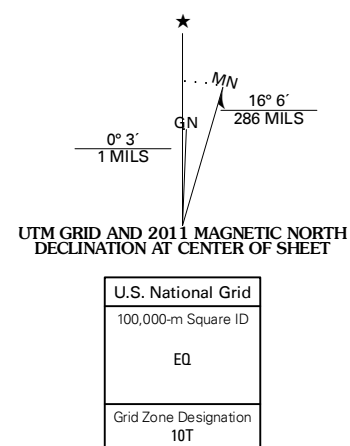 ★
MN
16° 6´
286 MILS
GN
0° 3´
1 MILS
UTM GRID AND 2011 MAGNETIC NORTH
DECLINATION AT CENTER OF SHEET
U.S. National Grid
100,000-m Square ID
EQ
Grid Zone Designation
10T